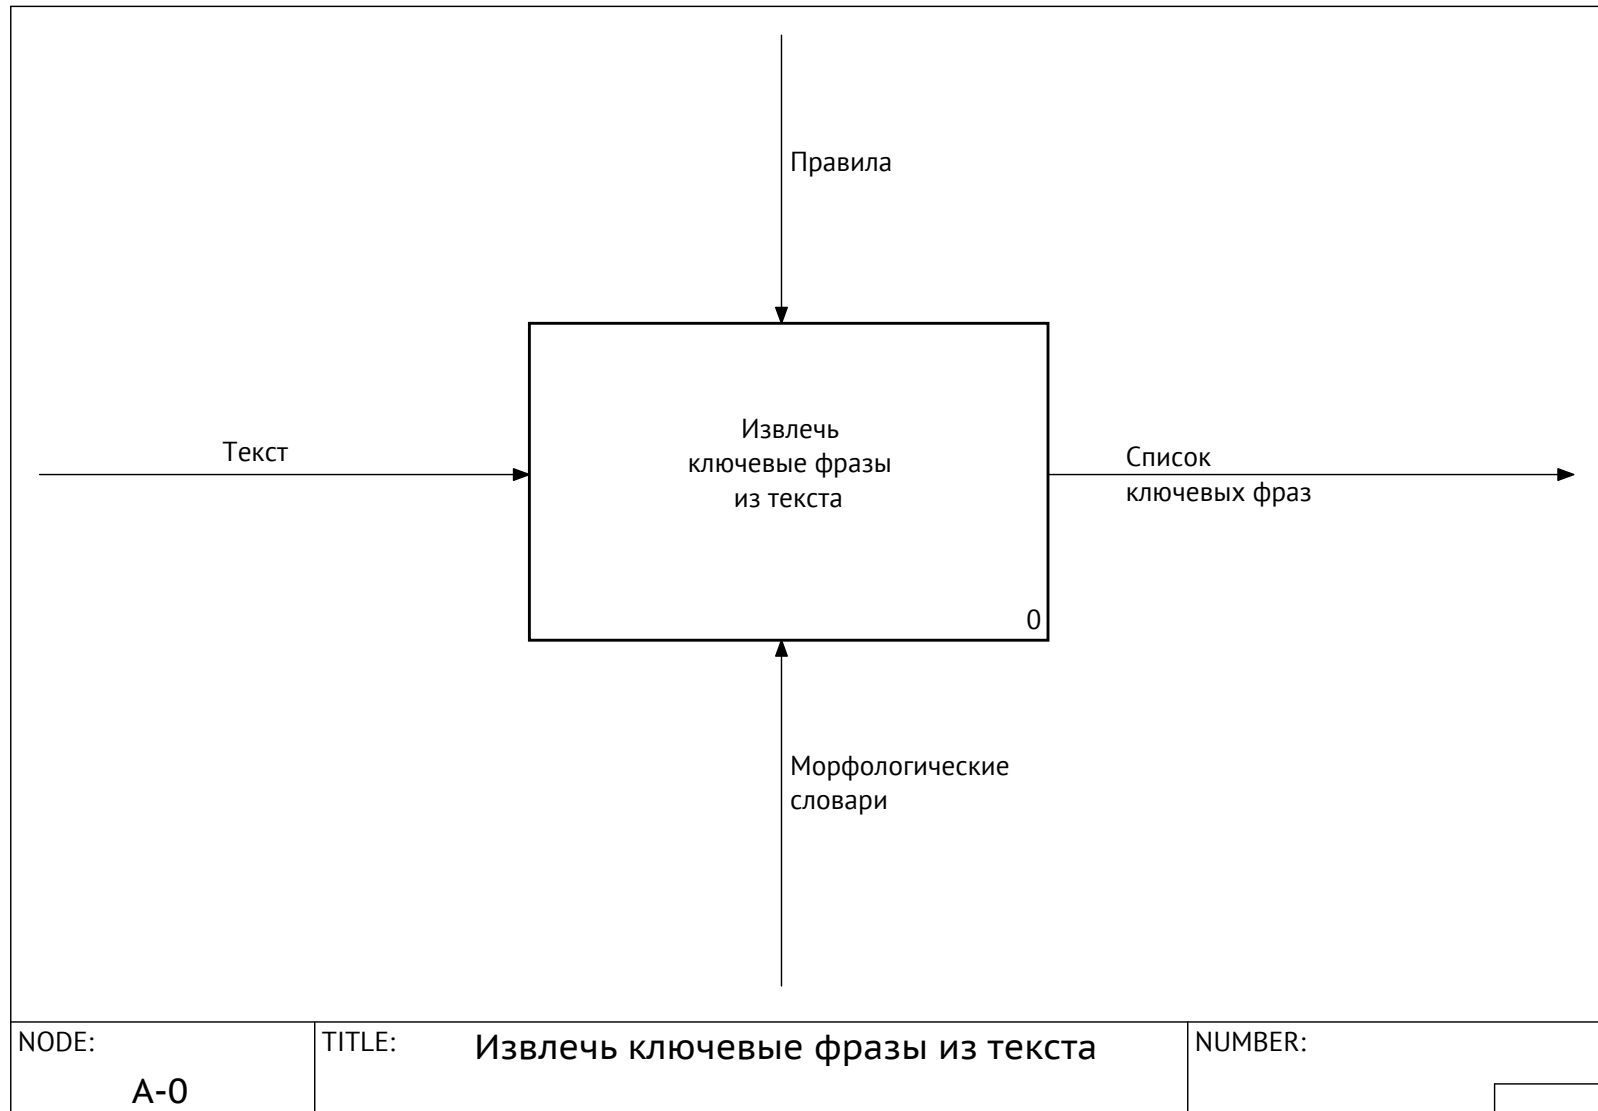 Правила
Извлечь
ключевые фразы
из текста
Текст
Список
ключевых фраз
0
Морфологические
словари
NODE:
A-0
TITLE:
Извлечь ключевые фразы из текста
NUMBER: